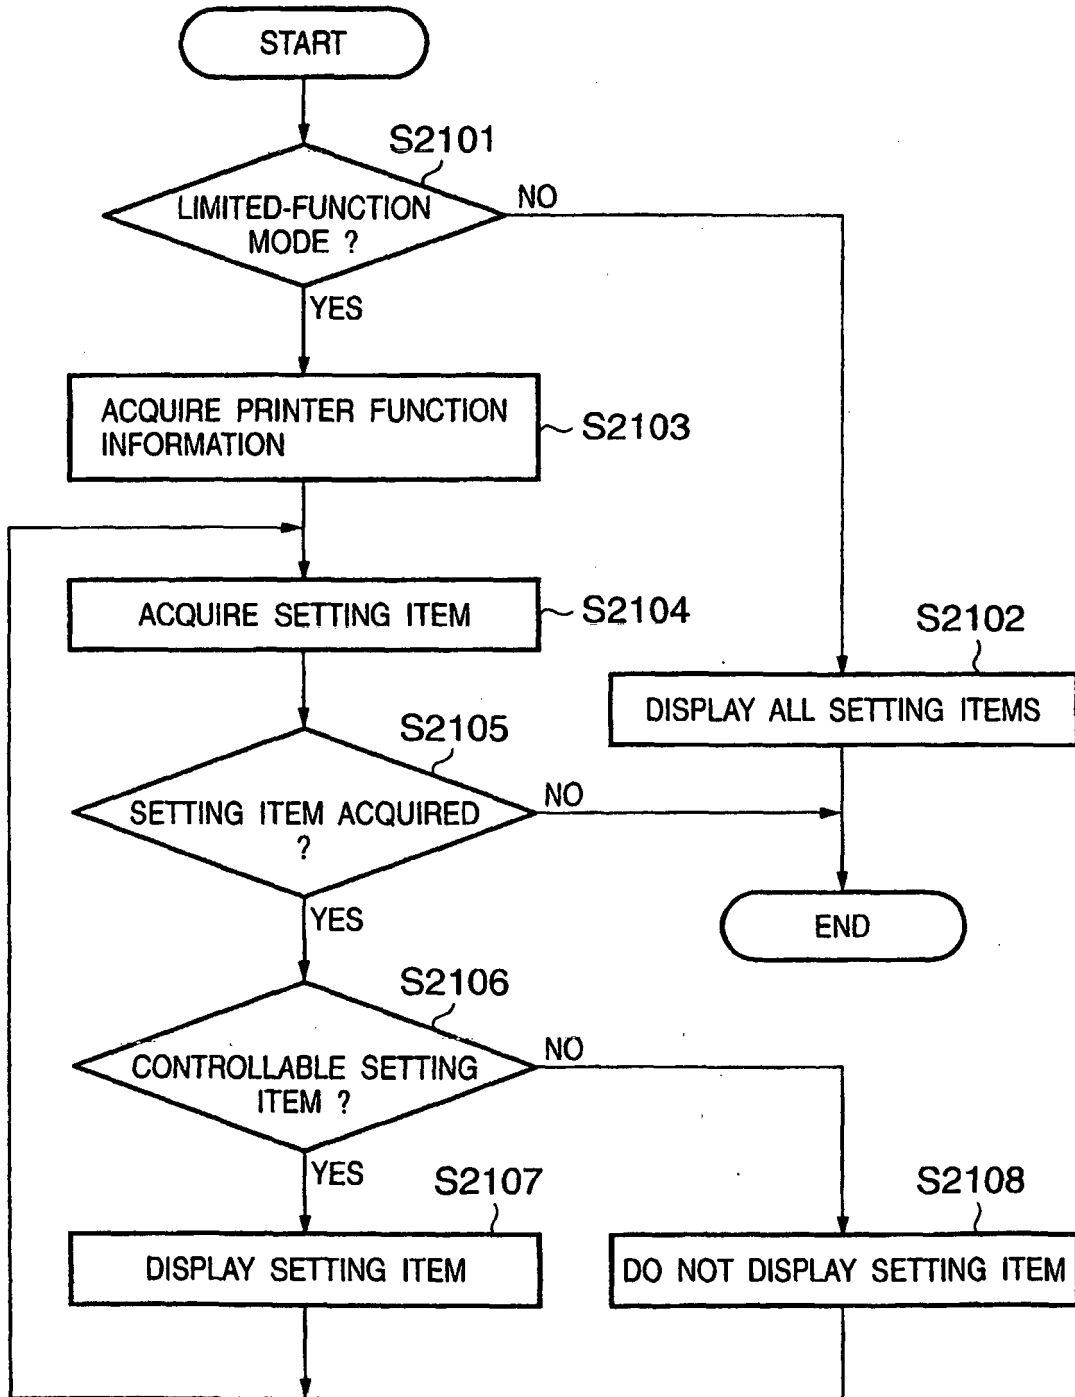 START
S2101
LIMITED-FUNCTION
MODE ?
NO
YES
ACQUIRE PRINTER FUNCTION
INFORMATION
S2103
ACQUIRE SETTING ITEM
S2104
S2102
DISPLAY ALL SETTING ITEMS
S2105
SETTING ITEM ACQUIRED
?
NO
YES
END
S2106
CONTROLLABLE SETTING
ITEM ?
NO
YES
S2107
DISPLAY SETTING ITEM
S2108
DO NOT DISPLAY SETTING ITEM